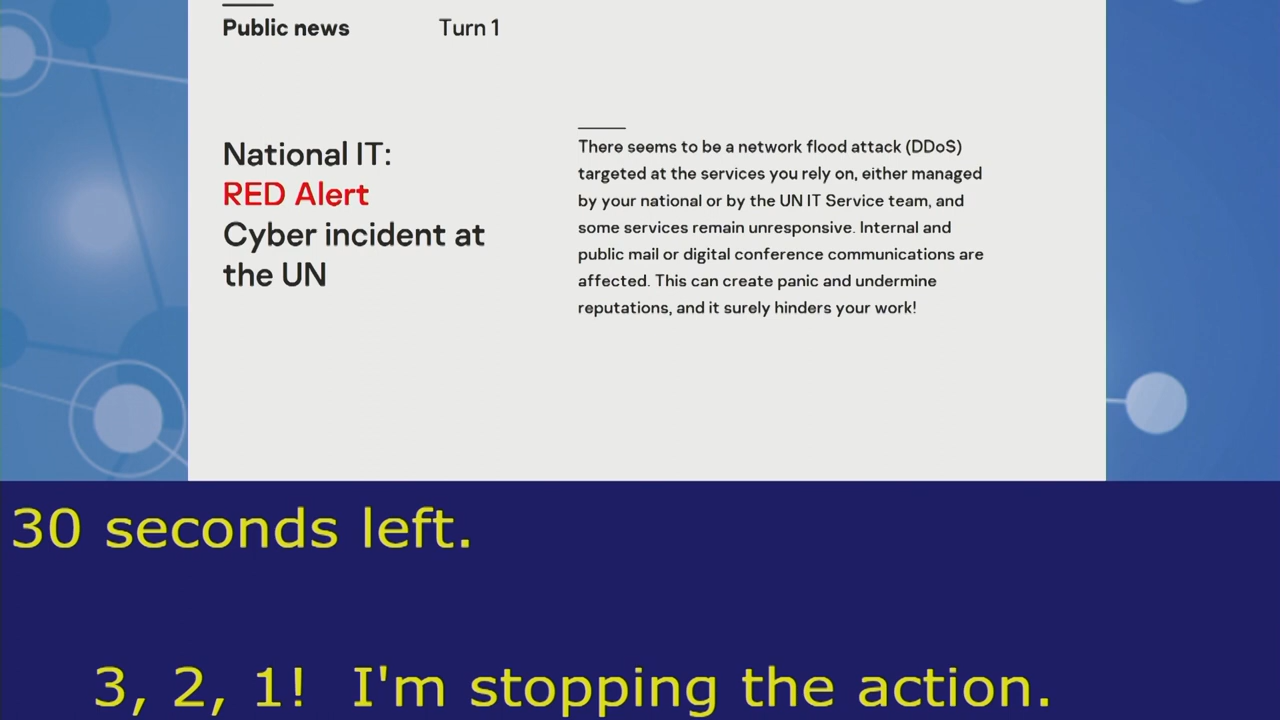 Public news
Turn 1
National IT:
RED Alert
Cyber incident at
the UN
There seems to be a network flood attack (DDoS)
targeted at the services you rely on, either managed
by your national or by the UN IT Service team, and
some services remain unresponsive. Internal and
public mail or digital conference communications are
affected. This can create panic and undermine
reputations, and it surely hinders your work!
30 seconds left.
3, 2, 1!  I'm stopping the action.